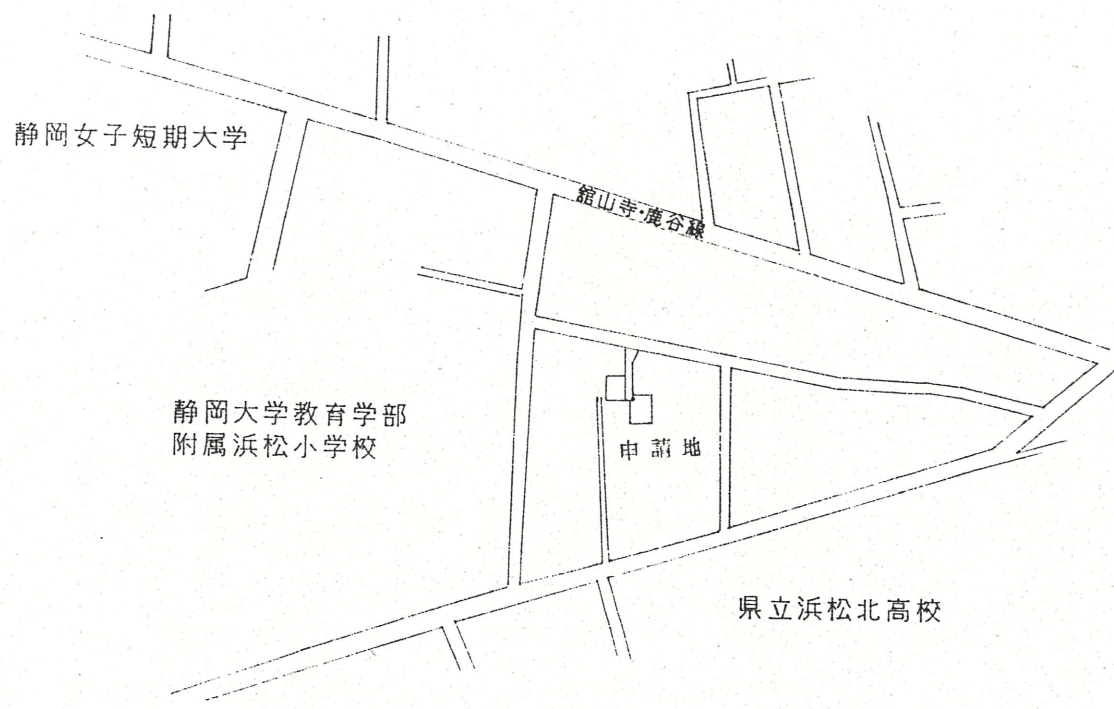 静岡女子短期大学
舘山寺・鹿谷線
静岡大学教育学部
附属浜松小学校
申請地
県立浜松北高校